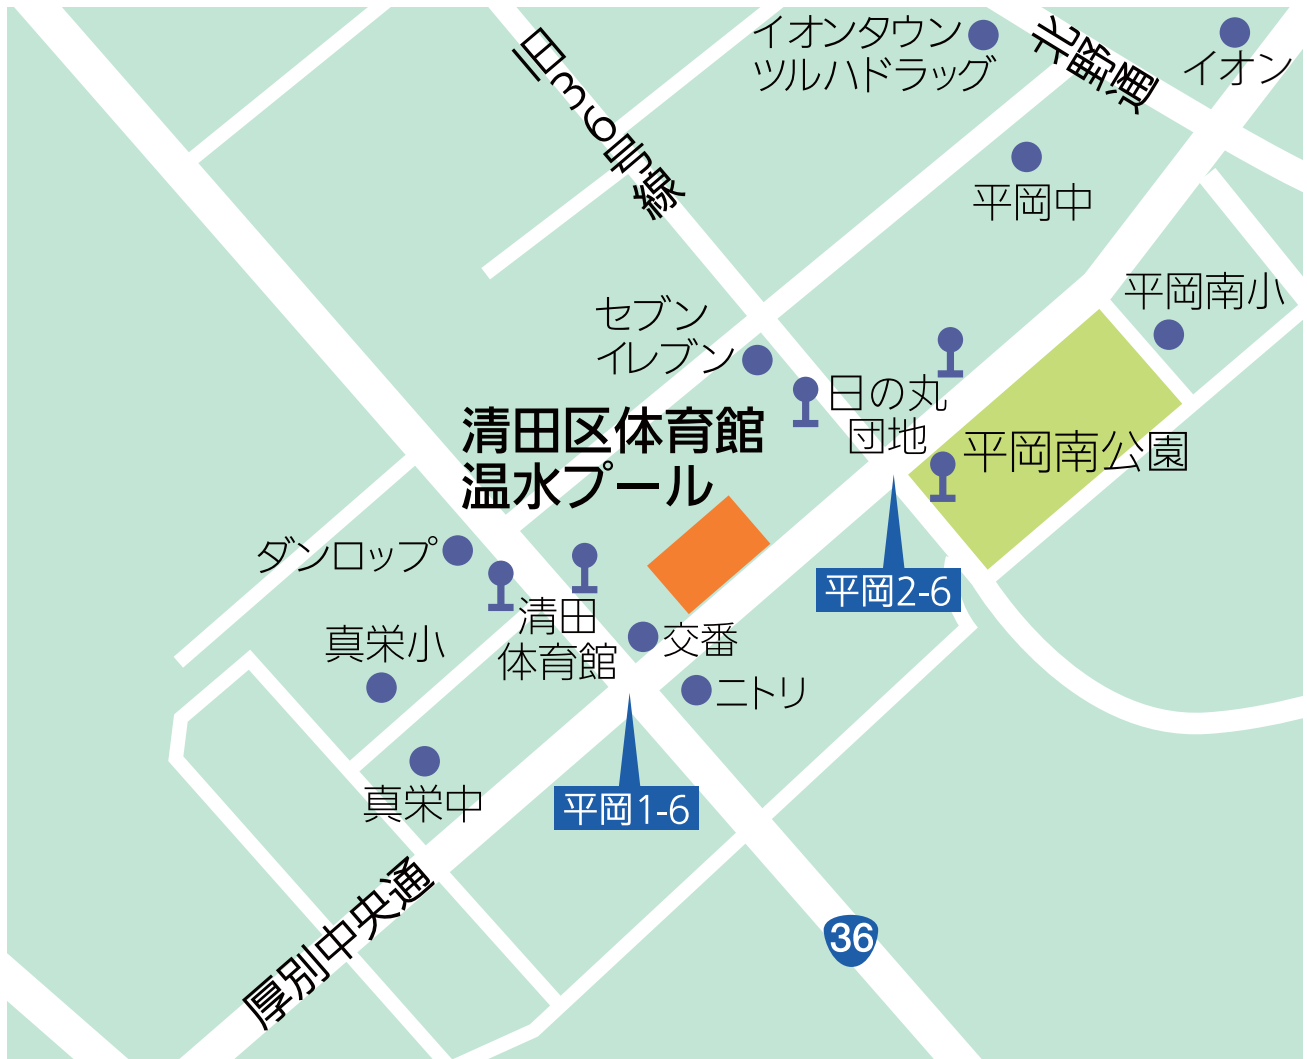 イオンタウン
ツルハドラッグ
北野通
イオン
旧36号線
平岡中
平岡南小
セブン
イレブン
日の丸
団地
平岡南公園
清田区体育館
温水プール
ダンロップ
平岡2-6
清田
体育館
交番
真栄小
ニトリ
真栄中
平岡1-6
厚別中央通
36